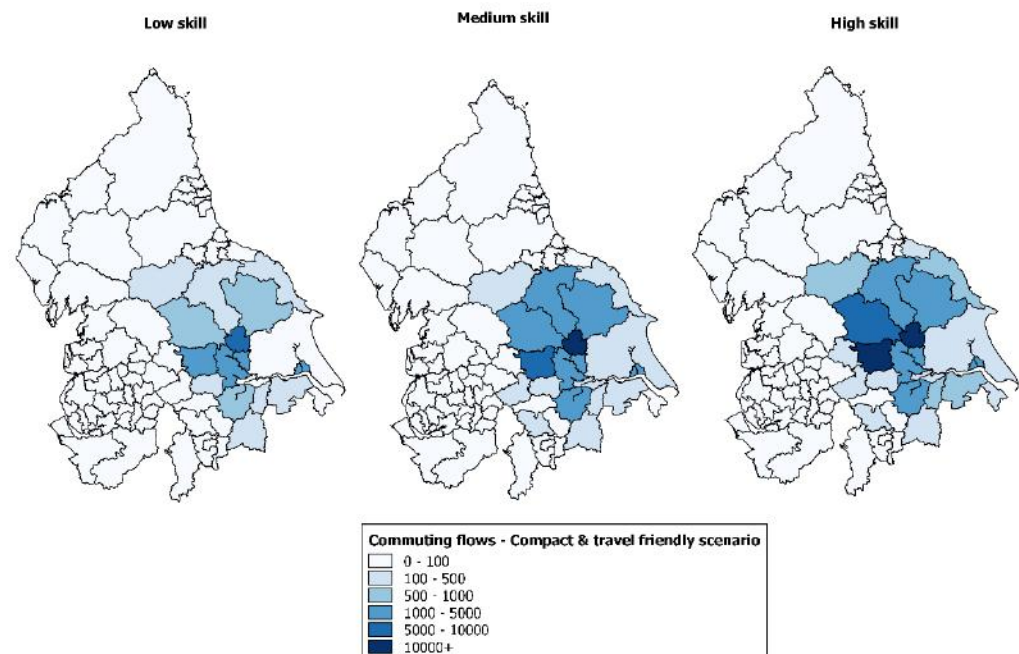 Low skill
Medium skill
High skill
Commuting flows - Compact & travel friendly scenario
0 - 100
100 - 500
500 - 1000
1000 - 5000
5000 - 10000
10000+